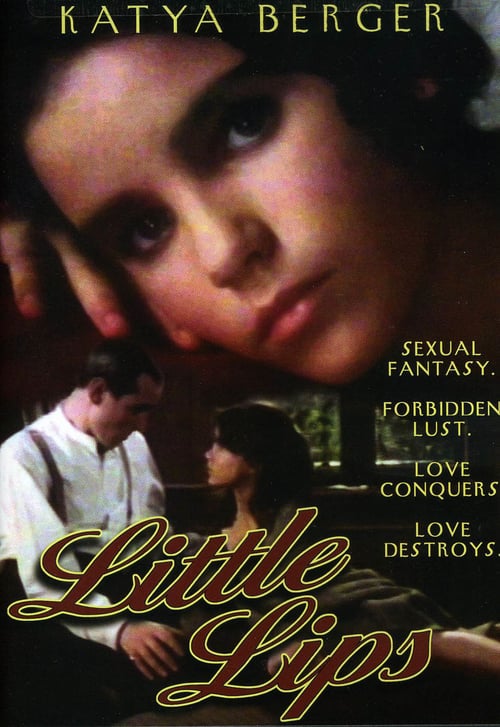 KATYA BERGER
SEXUAL
FANTASY.
FORBIDDEN
LUST.
LOVE
CONQUERS
LOVE
DESTROYS.
Little
Lips